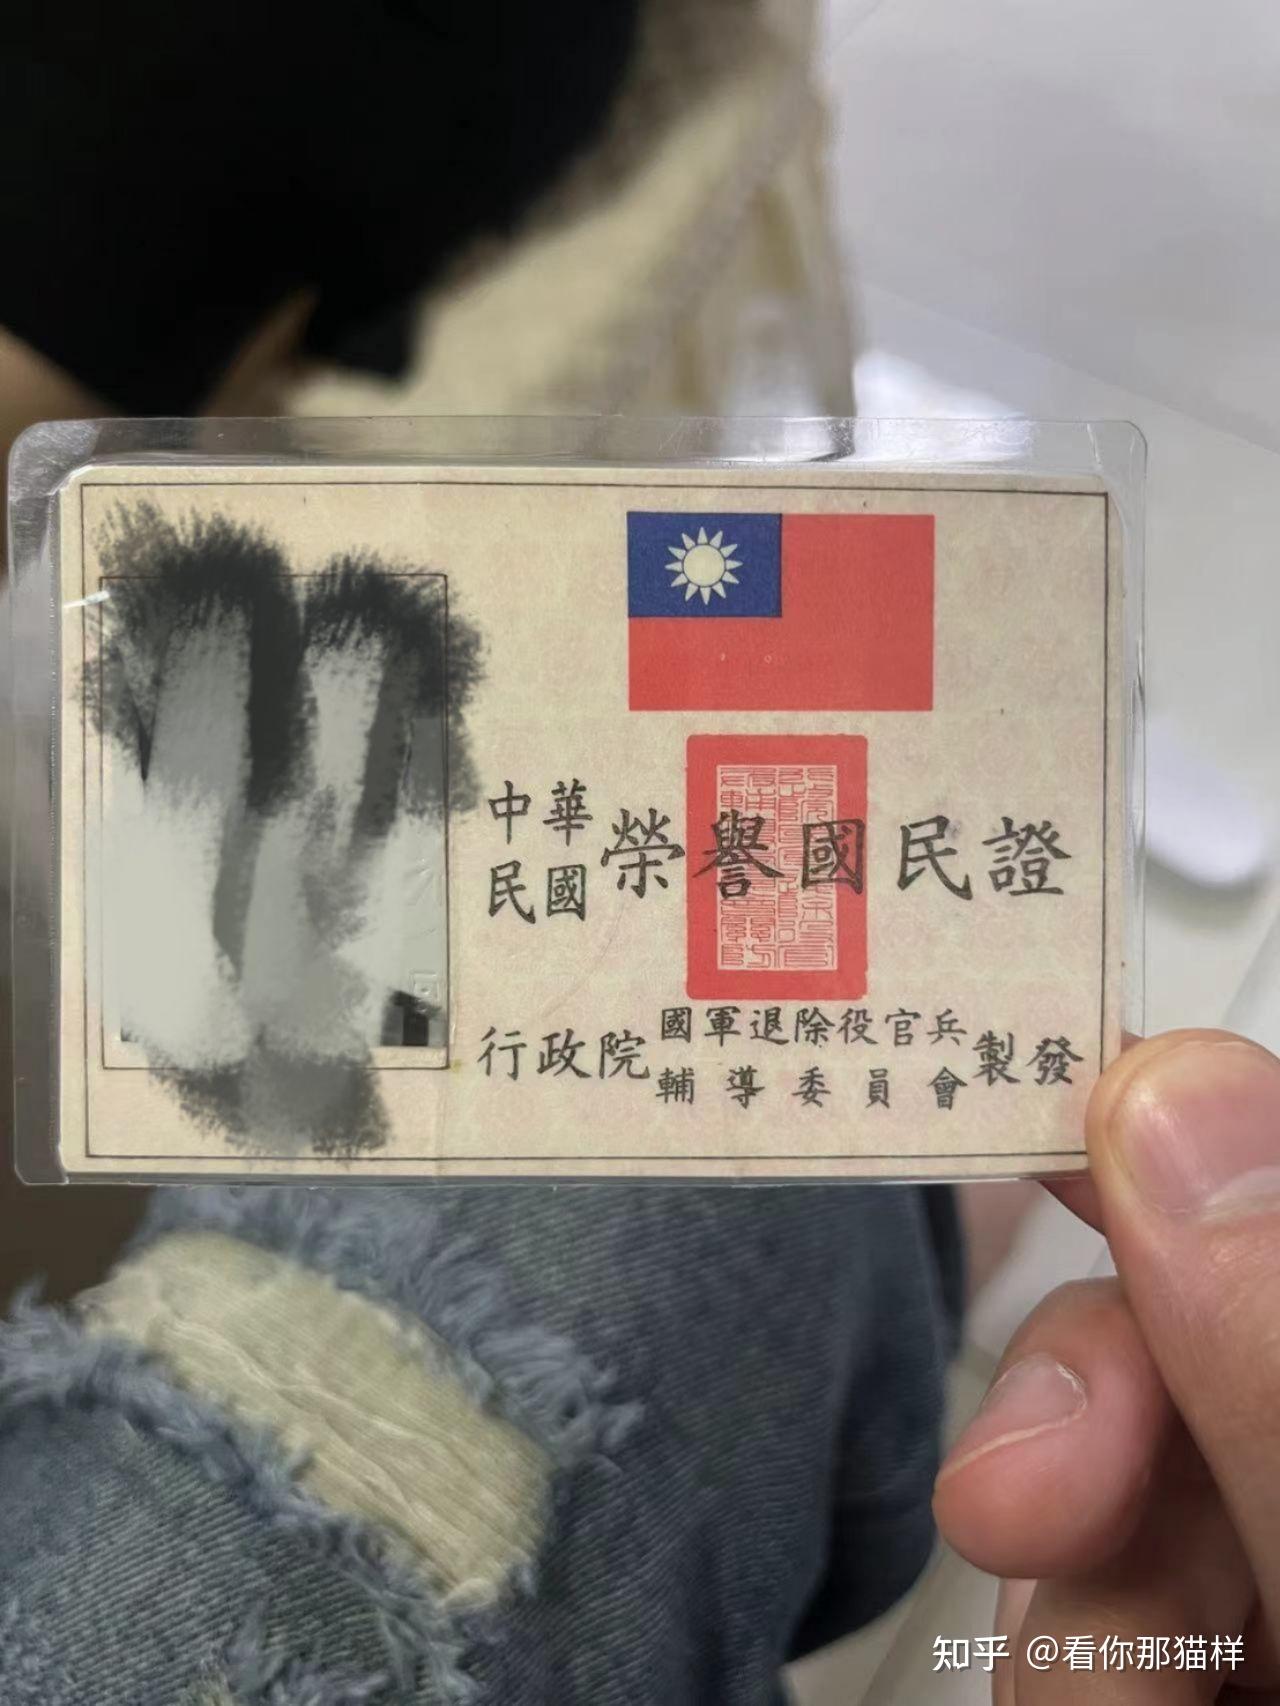 中華民國榮譽國民證
行政院國軍退除役官兵輔導委員會製發
知乎 @看你那猫样